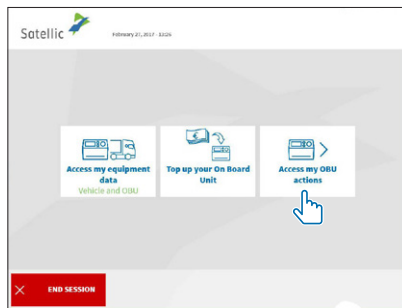 Satellic
February 27, 2017 - 13:26
Access my equipment
data
Vehicle and OBU
Top up your On Board
Unit
Access my OBU
actions
END SESSION